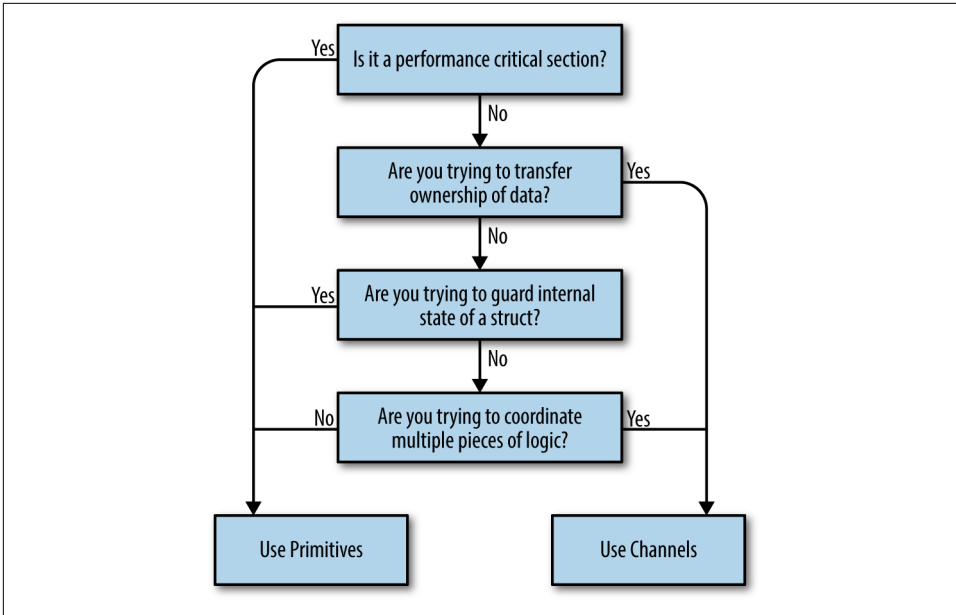 Yes
Is it a performance critical section?
No
Are you trying to transfer
ownership of data?
Yes
No
Yes
Are you trying to guard internal
state of a struct?
No
No
Are you trying to coordinate
multiple pieces of logic?
Yes
Use Primitives
Use Channels